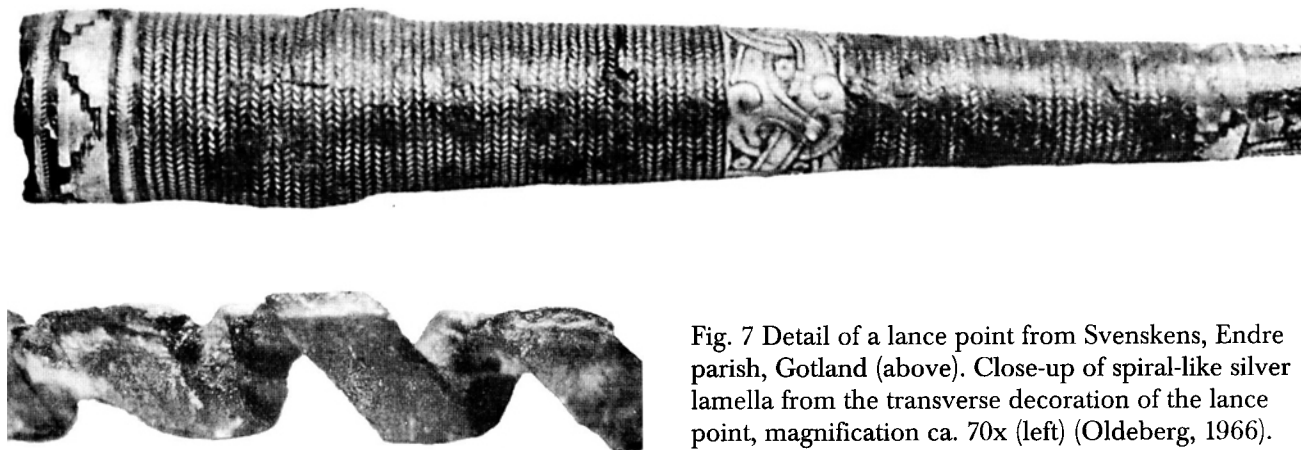 Fig. 7 Detail of a lance point from Svenskens, Endre
parish, Gotland (above). Close-up of spiral-like silver
lamella from the transverse decoration of the lance
point, magnification ca. 70x (left) (Oldeberg, 1966).